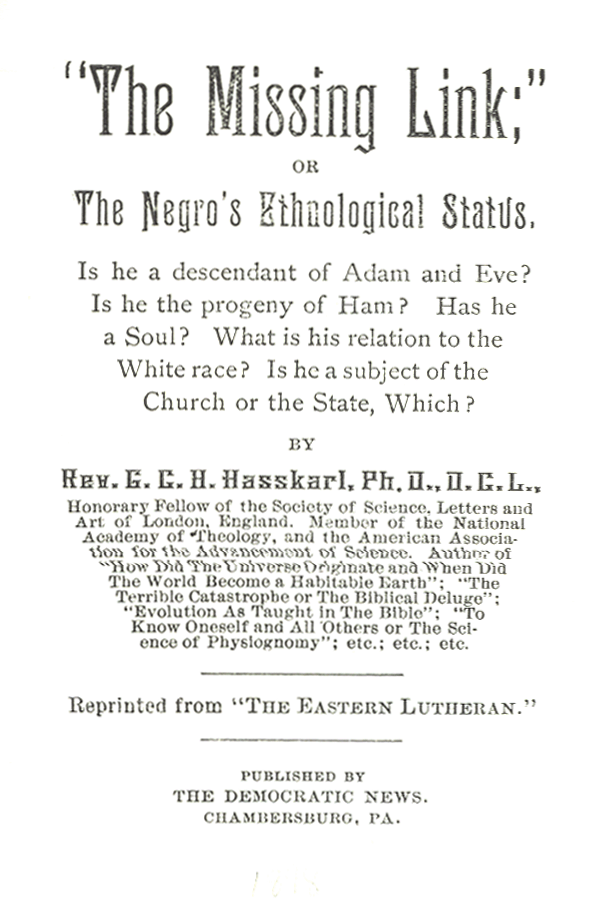 "The Missing Link;"
OR
The Negro's Ethnological Status.
Is he a descendant of Adam and Eve?
Is he the progeny of Ham? Has he
a Soul? What is his relation to the
White race? Is he a subject of the
Church or the State, Which?
BY
Rev. G. C. H. Hasskarl, Ph. D., D. C. L.,
Honorary Fellow of the Society of Science, Letters and
Art of London, England. Member of the National
Academy of Theology, and the American Associa-
tion for the Advancement of Science. Author of
"How Did The Universe Originate and When Did
The World Become a Habitable Earth"; "The
Terrible Catastrophe or The Biblical Deluge";
"Evolution As Taught in The Bible"; "To
Know Oneself and All Others or The Sci-
ence of Physiognomy"; etc.; etc.; etc.
Reprinted from "THE EASTERN LUTHERAN."
PUBLISHED BY
THE DEMOCRATIC NEWS.
CHAMBERSBURG, PA.